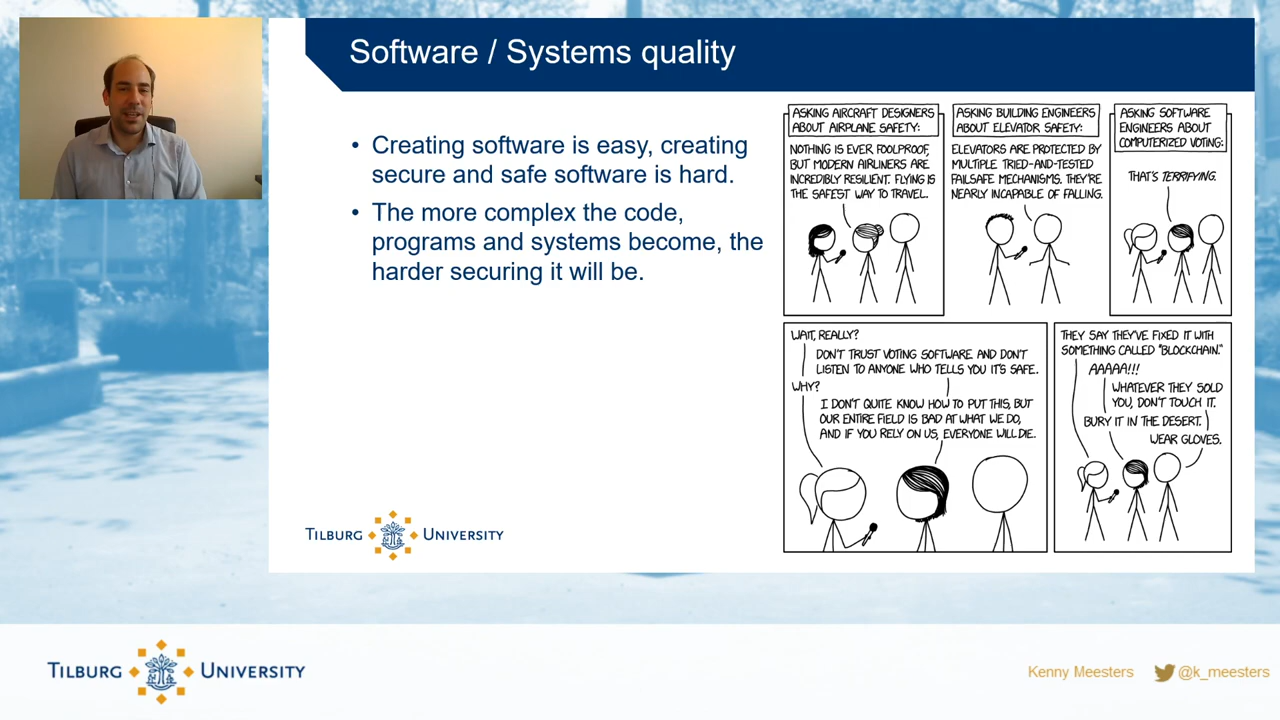 Software / Systems quality
• Creating software is easy, creating
secure and safe software is hard.
• The more complex the code,
programs and systems become, the
harder securing it will be.
ASKING AIRCRAFT DESIGNERS
ABOUT AIRPLANE SAFETY:
NOTHING IS EVER FOOLPROOF,
BUT MODERN AIRLINERS ARE
INCREDIBLY RESILIENT. FLYING IS
THE SAFEST WAY TO TRAVEL.
ASKING BUILDING ENGINEERS
ABOUT ELEVATOR SAFETY:
ELEVATORS ARE PROTECTED BY
MULTIPLE TRIED-AND-TESTED
FAILSAFE MECHANISMS. THEY'RE
NEARLY INCAPABLE OF FALLING.
ASKING SOFTWARE
ENGINEERS ABOUT
COMPUTERIZED VOTING:
THAT'S TERRIFYING.
WAIT, REALLY?
DON'T TRUST VOTING SOFTWARE AND DON'T
LISTEN TO ANYONE WHO TELLS YOU IT'S SAFE.
WHY?
I DON'T QUITE KNOW HOW TO PUT THIS, BUT
OUR ENTIRE FIELD IS BAD AT WHAT WE DO,
AND IF YOU RELY ON US, EVERYONE WILL DIE.
THEY SAY THEY'VE FIXED IT WITH
SOMETHING CALLED "BLOCKCHAIN."
AAAAA!!!
WHATEVER THEY SOLD
YOU, DON'T TOUCH IT.
BURY IT IN THE DESERT.
WEAR GLOVES.
TILBURG UNIVERSITY
TILBURG UNIVERSITY
Kenny Meesters @k_meesters